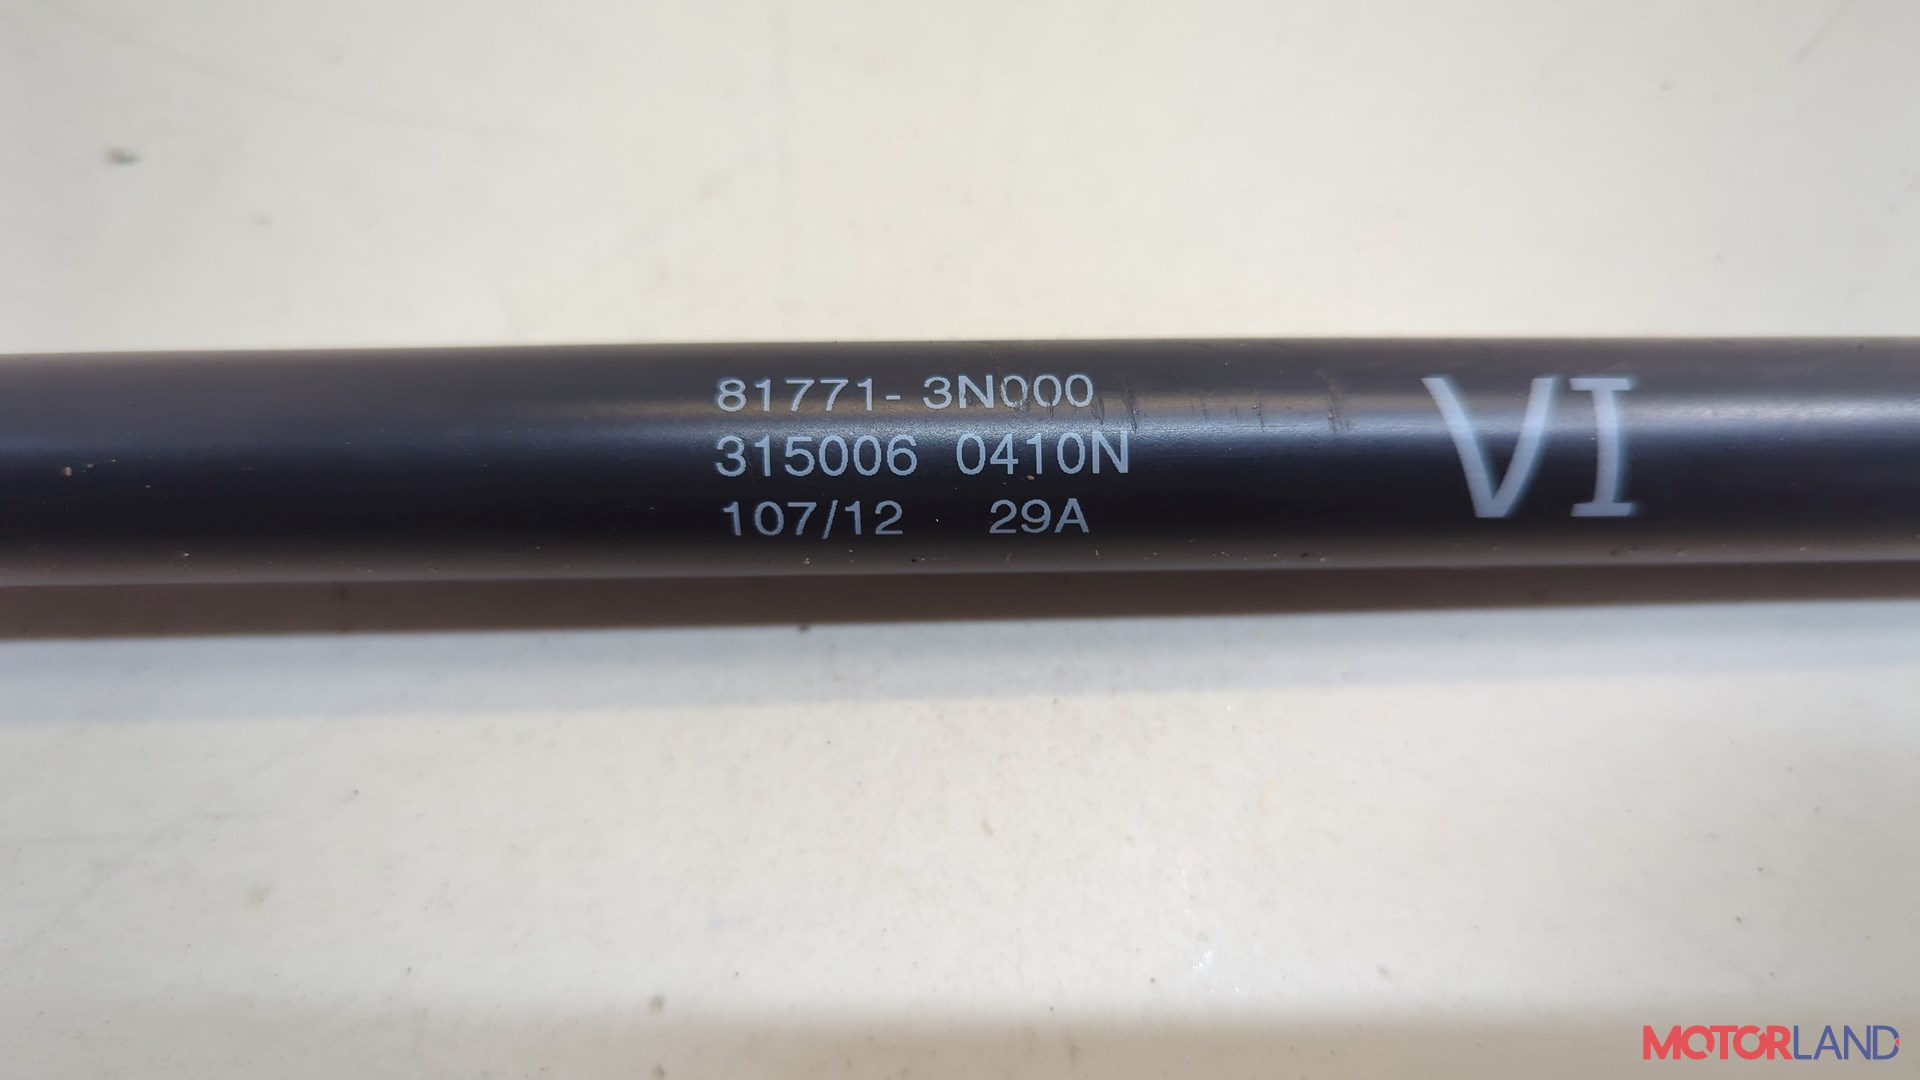 81771- 3N000
315006 0410N
107/12 29A
VI
MOTORLAND